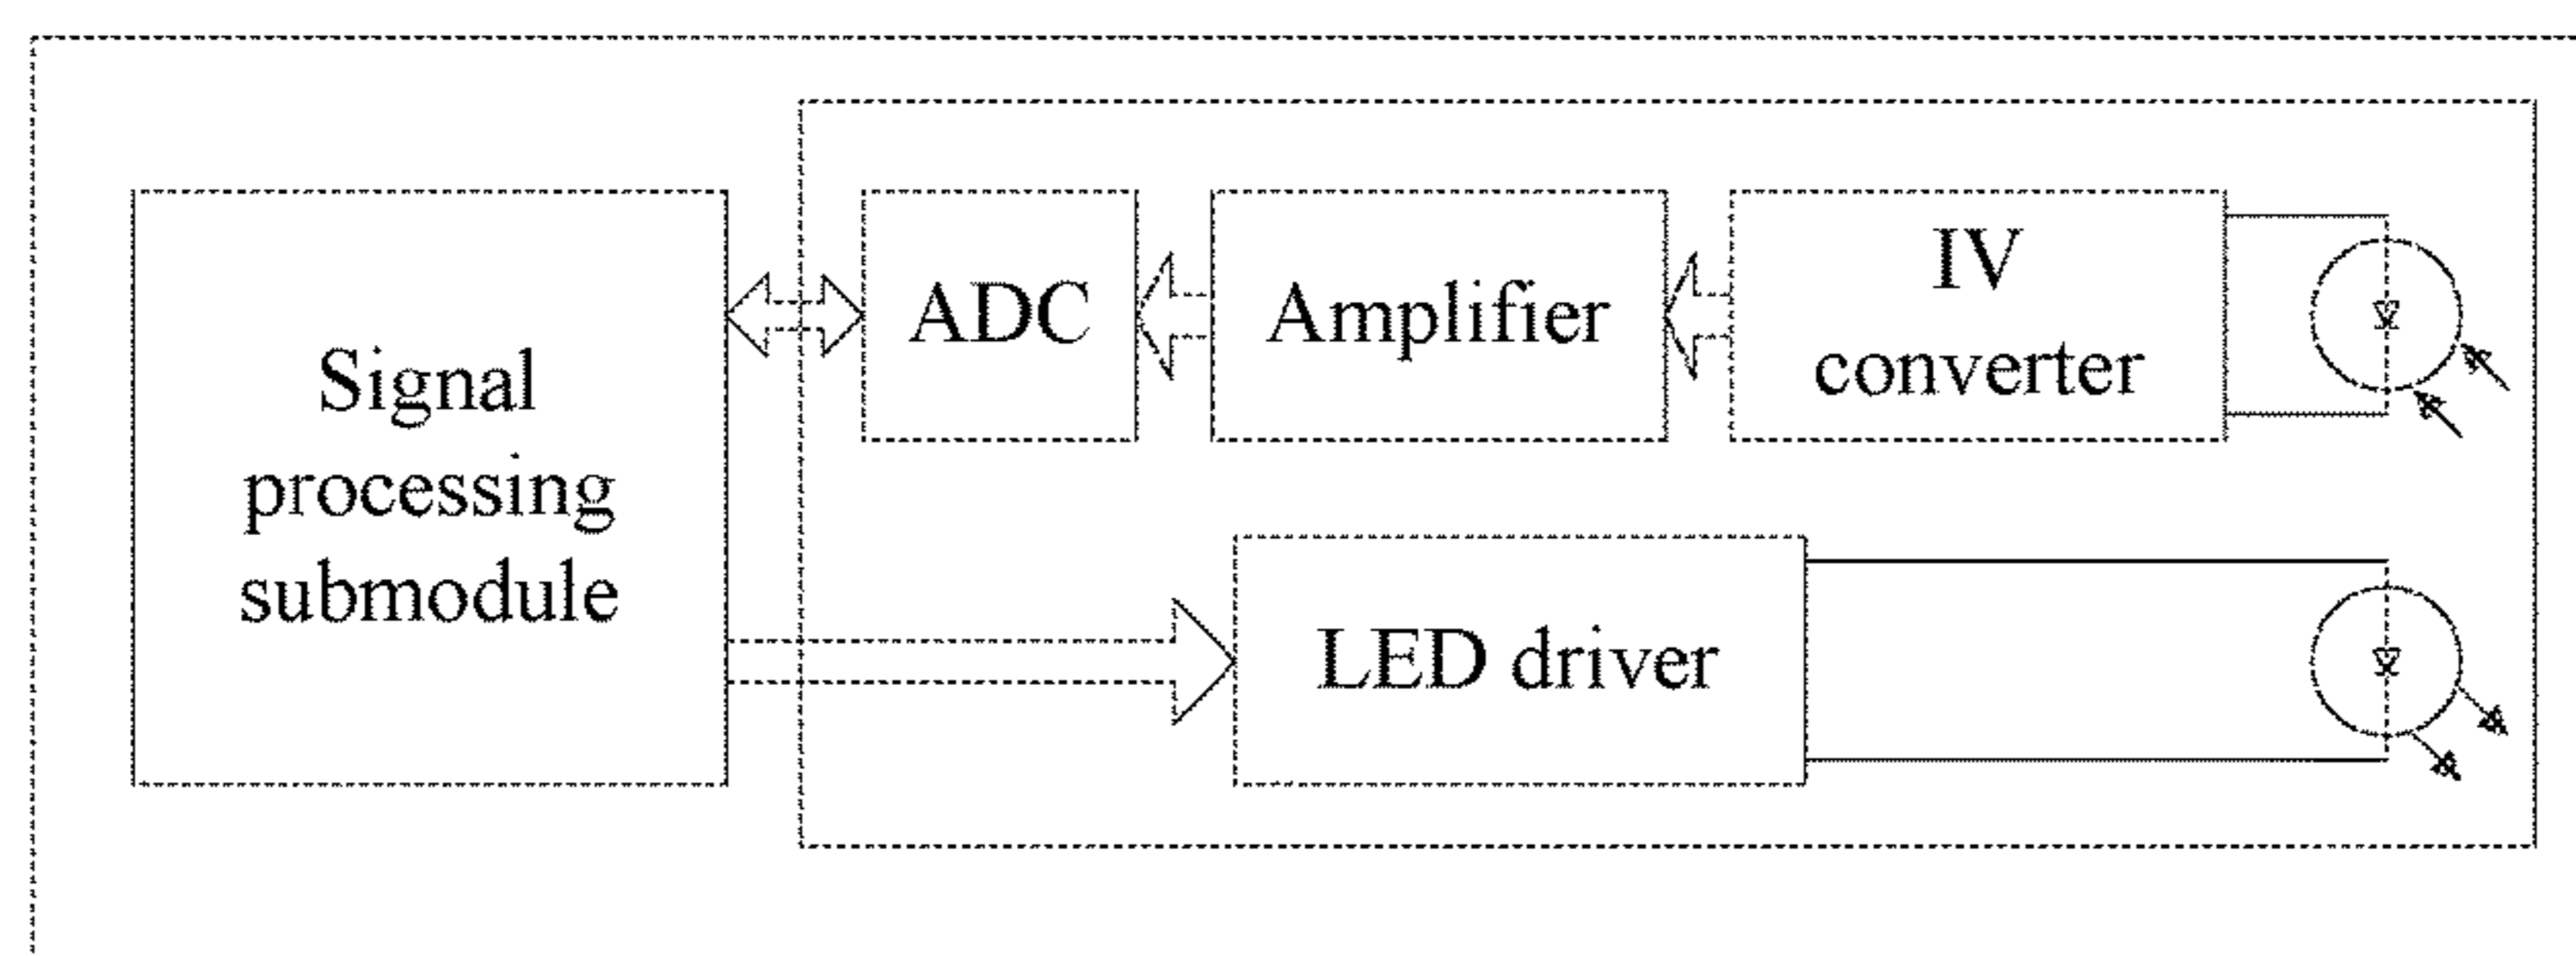 Signal
processing
submodule
ADC
Amplifier
IV
converter
LED driver